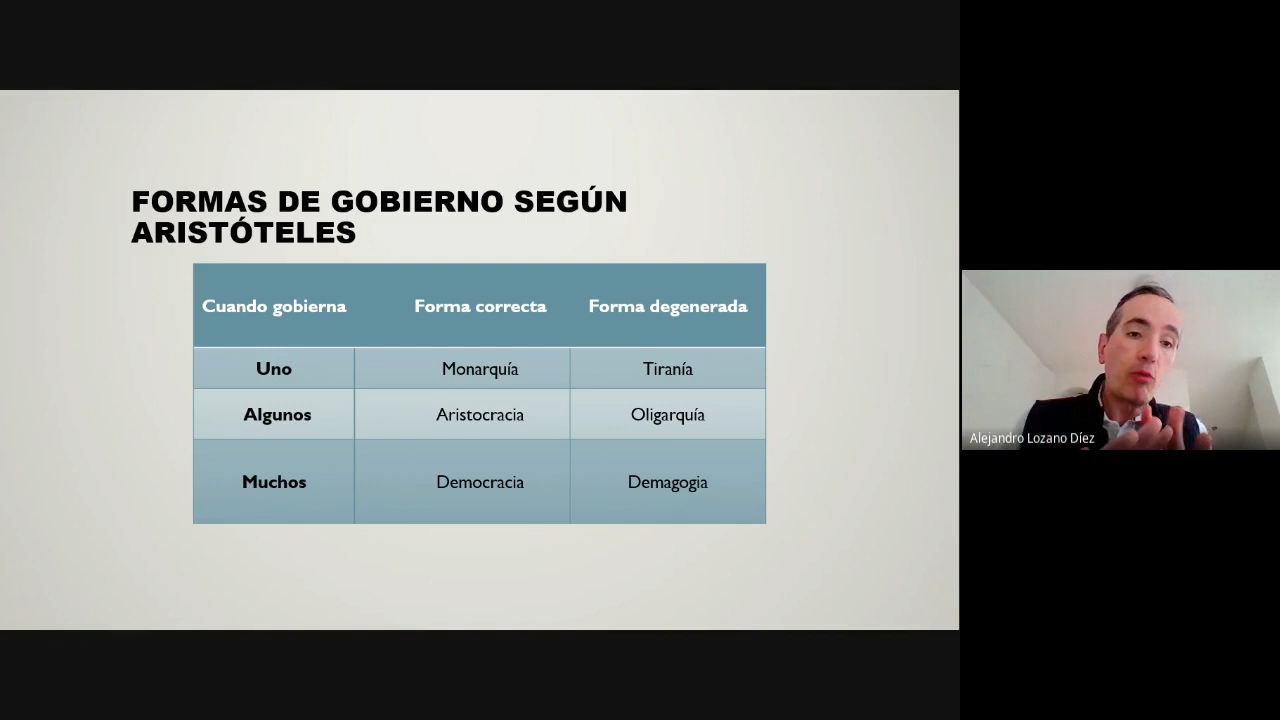 FORMAS DE GOBIERNO SEGÚN
ARISTÓTELES
Cuando gobierna Forma correcta Forma degenerada
Uno Monarquía Tiranía
Algunos Aristocracia Oligarquía
Muchos Democracia Demagogia
Alejandro Lozano Díez